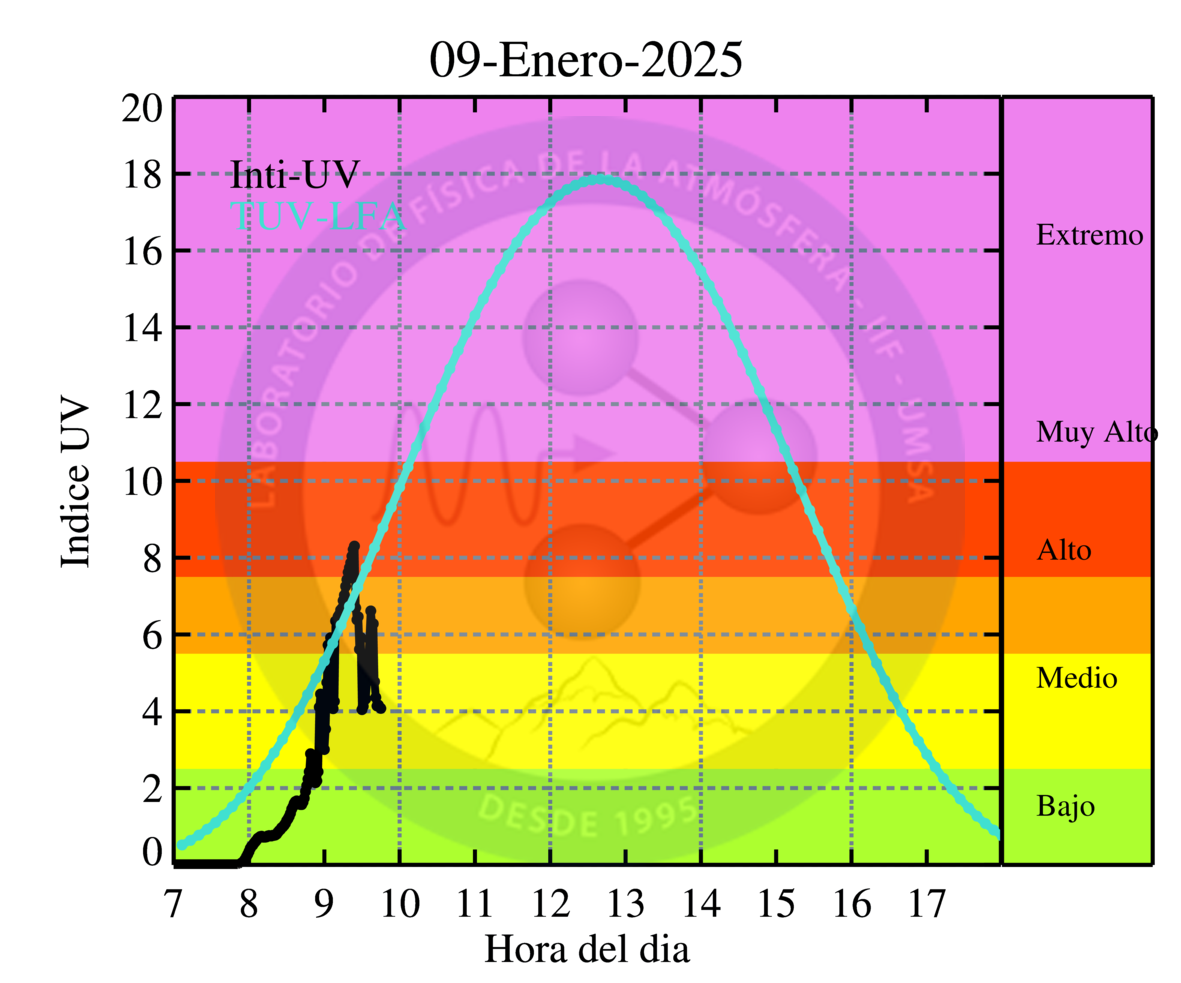 09-Enero-2025
20
18
16
14
12
10
8
6
4
2
0
Indice UV
Inti-UV
TUV-LFA
LABORATORIO DE FÍSICA DE LA ATMÓSFERA - IIF - UMSA
DESDE 1995
Extremo
Muy Alto
Alto
Medio
Bajo
7 8 9 10 11 12 13 14 15 16 17
Hora del dia